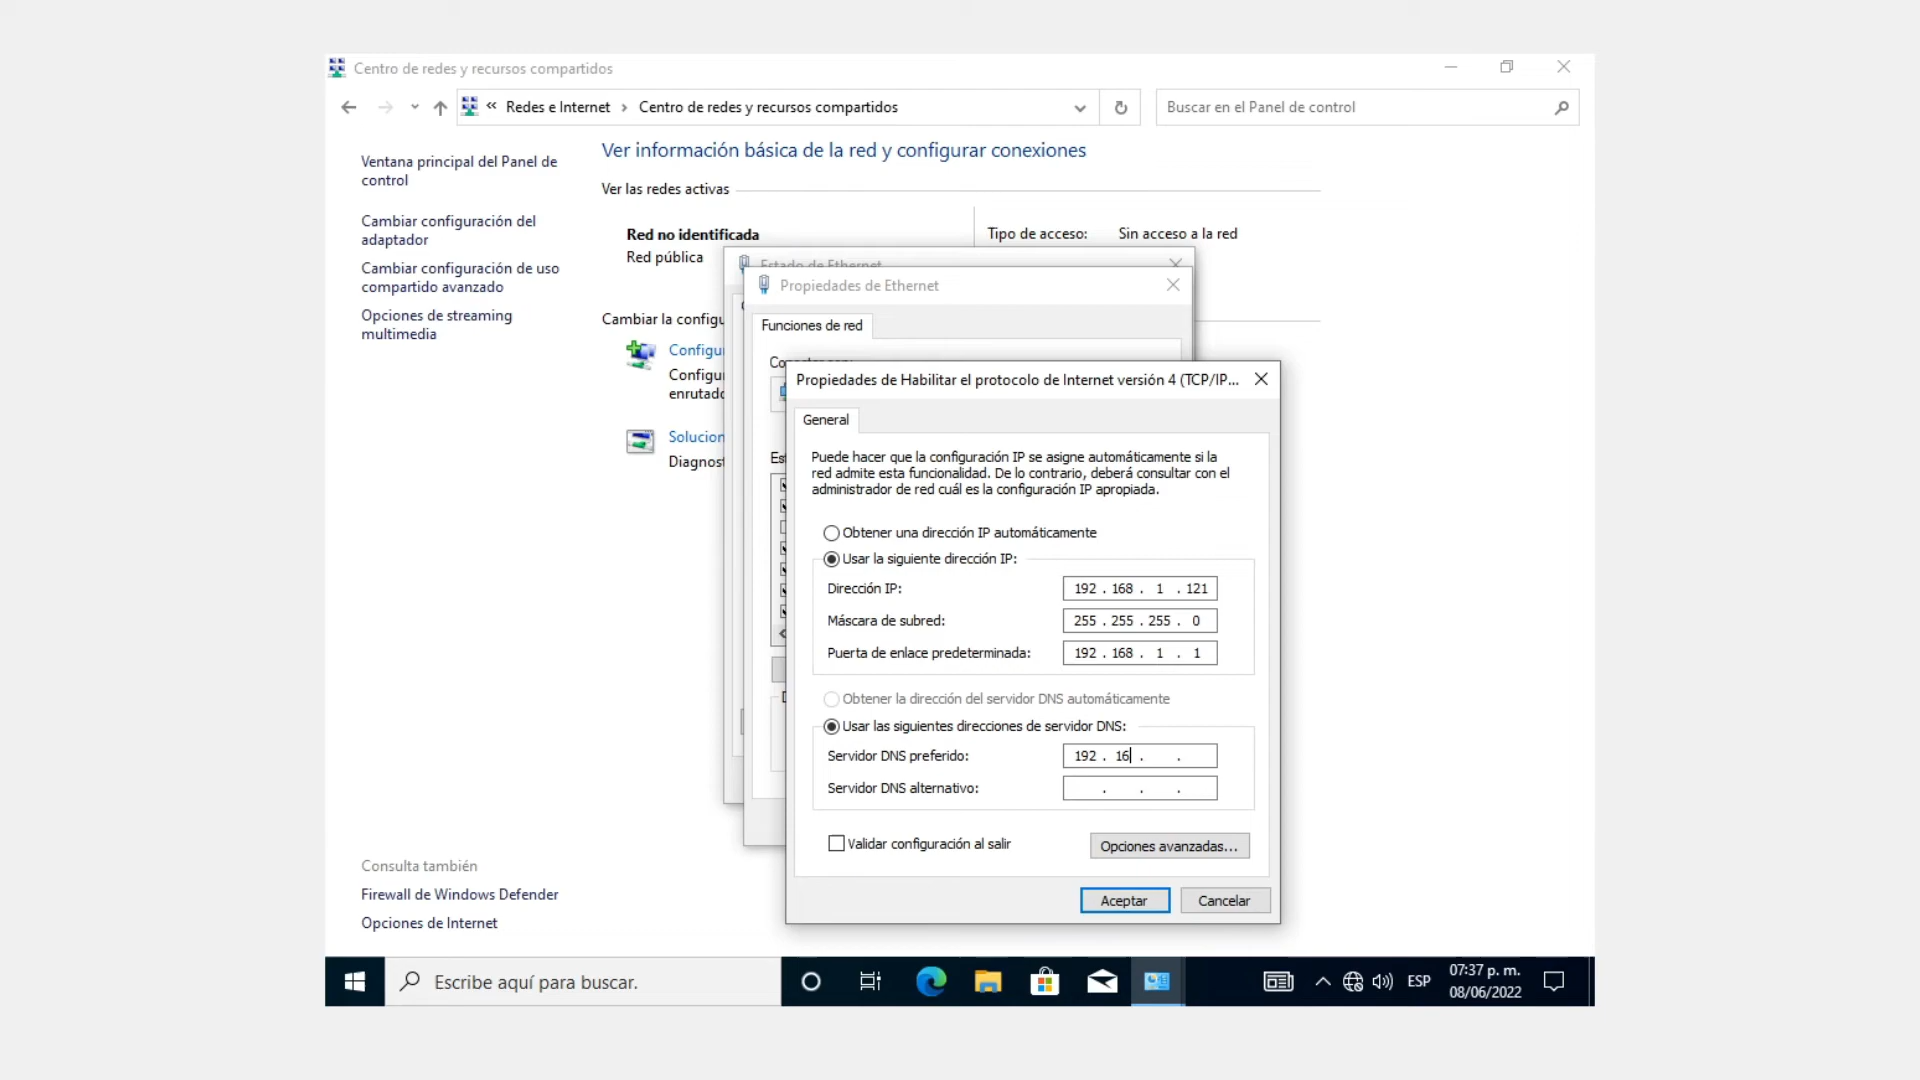 Centro de redes y recursos compartidos
« Redes e Internet › Centro de redes y recursos compartidos
Buscar en el Panel de control
Ventana principal del Panel de
control
Cambiar configuración del
adaptador
Cambiar configuración de uso
compartido avanzado
Opciones de streaming
multimedia
Ver información básica de la red y configurar conexiones
Ver las redes activas
Red no identificada
Red pública
Tipo de acceso: Sin acceso a la red
Cambiar la configu
Configu
Configu
enrutado
Solucion
Diagnost
Estado de Ethernet
Propiedades de Ethernet
Funciones de red
Propiedades de Habilitar el protocolo de Internet versión 4 (TCP/IP...
General
Puede hacer que la configuración IP se asigne automáticamente si la
red admite esta funcionalidad. De lo contrario, deberá consultar con el
administrador de red cuál es la configuración IP apropiada.
Obtener una dirección IP automáticamente
Usar la siguiente dirección IP:
Dirección IP: 192 . 168 . 1 . 121
Máscara de subred: 255 . 255 . 255 . 0
Puerta de enlace predeterminada: 192 . 168 . 1 . 1
Obtener la dirección del servidor DNS automáticamente
Usar las siguientes direcciones de servidor DNS:
Servidor DNS preferido: 192 . 16 . .
Servidor DNS alternativo: . . .
Validar configuración al salir
Opciones avanzadas...
Aceptar
Cancelar
Consulta también
Firewall de Windows Defender
Opciones de Internet
Escribe aquí para buscar.
ESP
07:37 p. m.
08/06/2022